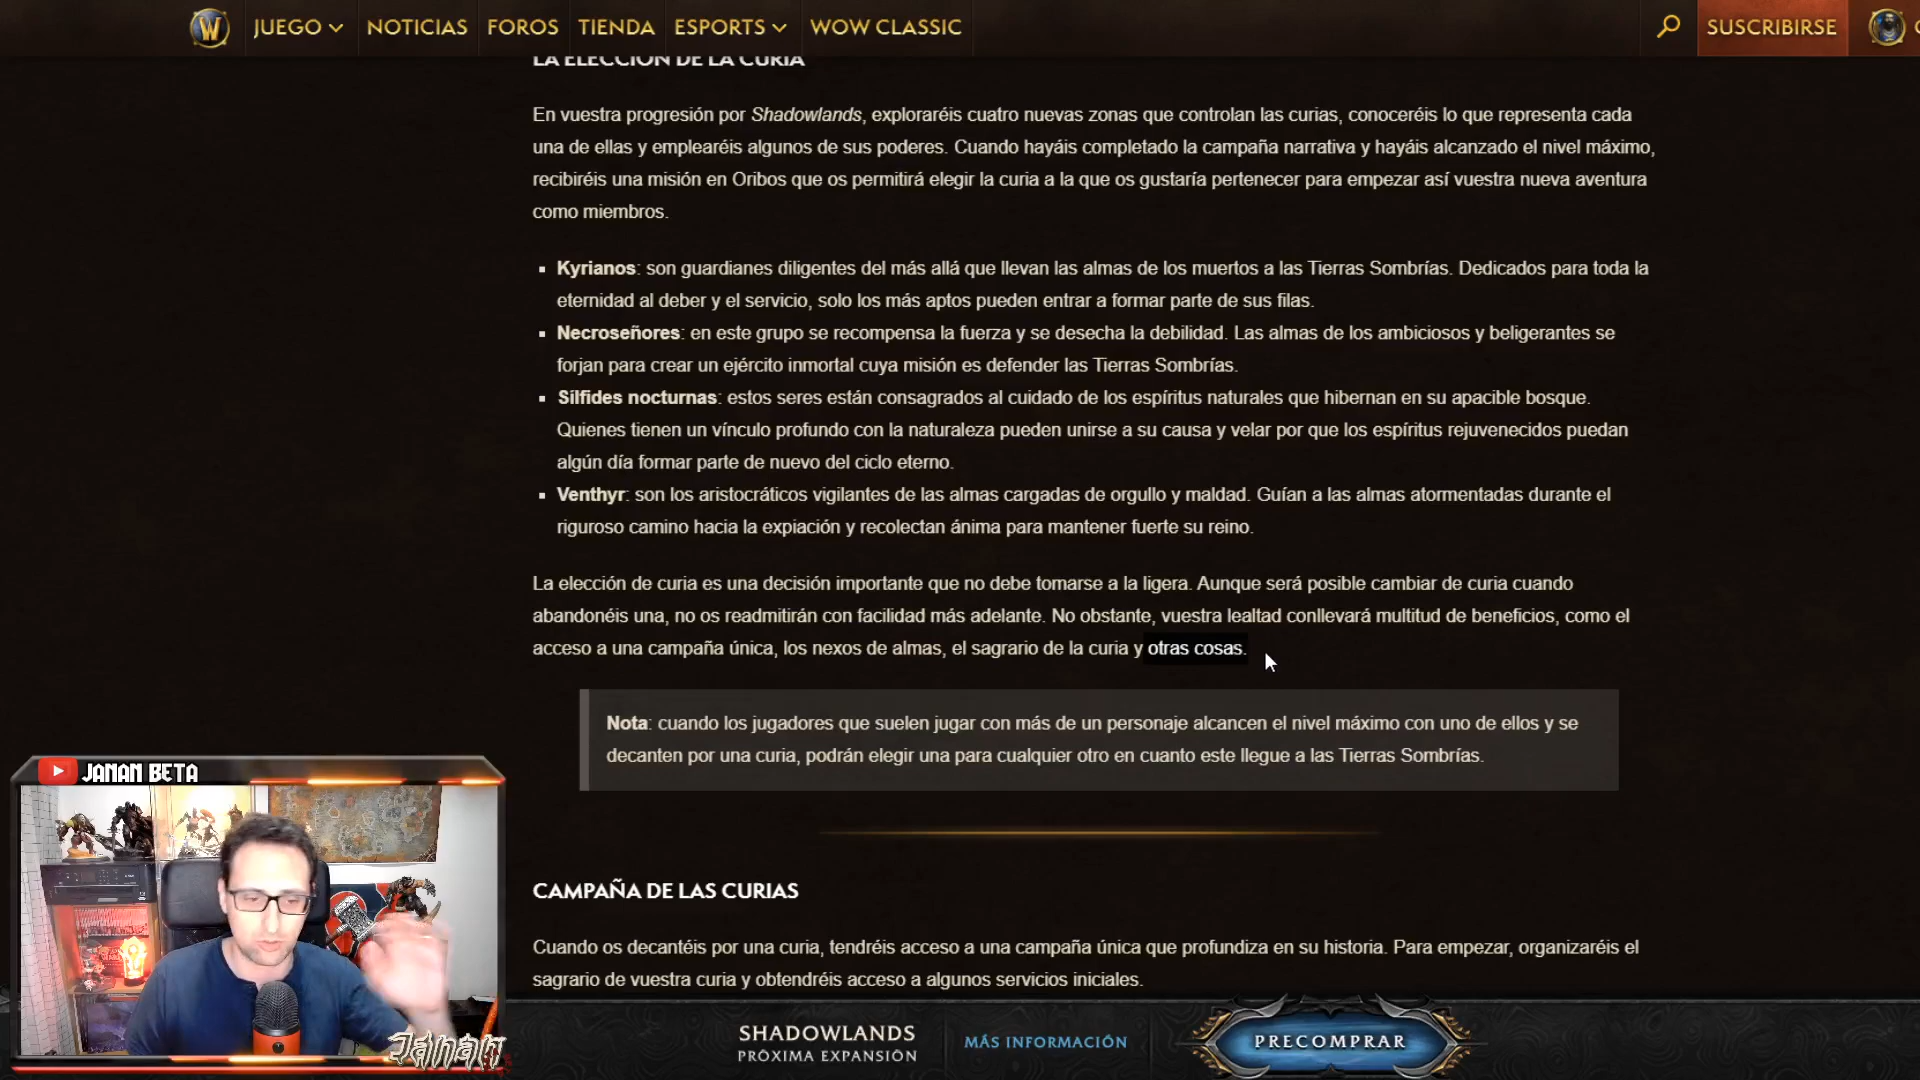 JUEGO NOTICIAS FOROS TIENDA ESPORTS WOW CLASSIC SUSCRIBIRSE
LA ELECCIÓN DE LA CURIA
En vuestra progresión por Shadowlands, exploraréis cuatro nuevas zonas que controlan las curias, conoceréis lo que representa cada
una de ellas y emplearéis algunos de sus poderes. Cuando hayáis completado la campaña narrativa y hayáis alcanzado el nivel máximo,
recibiréis una misión en Oribos que os permitirá elegir la curia a la que os gustaría pertenecer para empezar así vuestra nueva aventura
como miembros.
▪ Kyrianos: son guardianes diligentes del más allá que llevan las almas de los muertos a las Tierras Sombrías. Dedicados para toda la
eternidad al deber y el servicio, solo los más aptos pueden entrar a formar parte de sus filas.
▪ Necroseñores: en este grupo se recompensa la fuerza y se desecha la debilidad. Las almas de los ambiciosos y beligerantes se
forjan para crear un ejército inmortal cuya misión es defender las Tierras Sombrías.
▪ Sílfides nocturnas: estos seres están consagrados al cuidado de los espíritus naturales que hibernan en su apacible bosque.
Quienes tienen un vínculo profundo con la naturaleza pueden unirse a su causa y velar por que los espíritus rejuvenecidos puedan
algún día formar parte de nuevo del ciclo eterno.
▪ Venthyr: son los aristocráticos vigilantes de las almas cargadas de orgullo y maldad. Guían a las almas atormentadas durante el
riguroso camino hacia la expiación y recolectan ánima para mantener fuerte su reino.
La elección de curia es una decisión importante que no debe tomarse a la ligera. Aunque será posible cambiar de curia cuando
abandonéis una, no os readmitirán con facilidad más adelante. No obstante, vuestra lealtad conllevará multitud de beneficios, como el
acceso a una campaña única, los nexos de almas, el sagrario de la curia y otras cosas.
Nota: cuando los jugadores que suelen jugar con más de un personaje alcancen el nivel máximo con uno de ellos y se
decanten por una curia, podrán elegir una para cualquier otro en cuanto este llegue a las Tierras Sombrías.
JANAN BETA
CAMPAÑA DE LAS CURIAS
Cuando os decantéis por una curia, tendréis acceso a una campaña única que profundiza en su historia. Para empezar, organizaréis el
sagrario de vuestra curia y obtendréis acceso a algunos servicios iniciales.
Janan
SHADOWLANDS
PRÓXIMA EXPANSIÓN
MÁS INFORMACIÓN
PRECOMPRAR